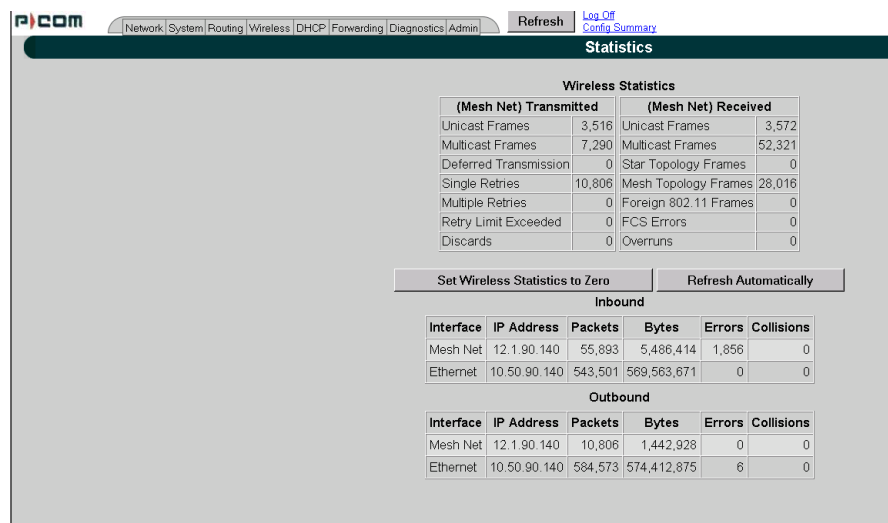 P)COM
Network System Routing Wireless DHCP Forwarding Diagnostics Admin Refresh Log Off
Config Summary
Statistics
Wireless Statistics
(Mesh Net) Transmitted (Mesh Net) Received
Unicast Frames 3,516 Unicast Frames 3,572
Multicast Frames 7,290 Multicast Frames 52,321
Deferred Transmission 0 Star Topology Frames 0
Single Retries 10,806 Mesh Topology Frames 28,016
Multiple Retries 0 Foreign 802.11 Frames 0
Retry Limit Exceeded 0 FCS Errors 0
Discards 0 Overruns 0
Set Wireless Statistics to Zero Refresh Automatically
Inbound
Interface IP Address Packets Bytes Errors Collisions
Mesh Net 12.1.90.140 55,893 5,486,414 1,856 0
Ethernet 10.50.90.140 543,501 569,563,671 0 0
Outbound
Interface IP Address Packets Bytes Errors Collisions
Mesh Net 12.1.90.140 10,806 1,442,928 0 0
Ethernet 10.50.90.140 584,573 574,412,875 6 0